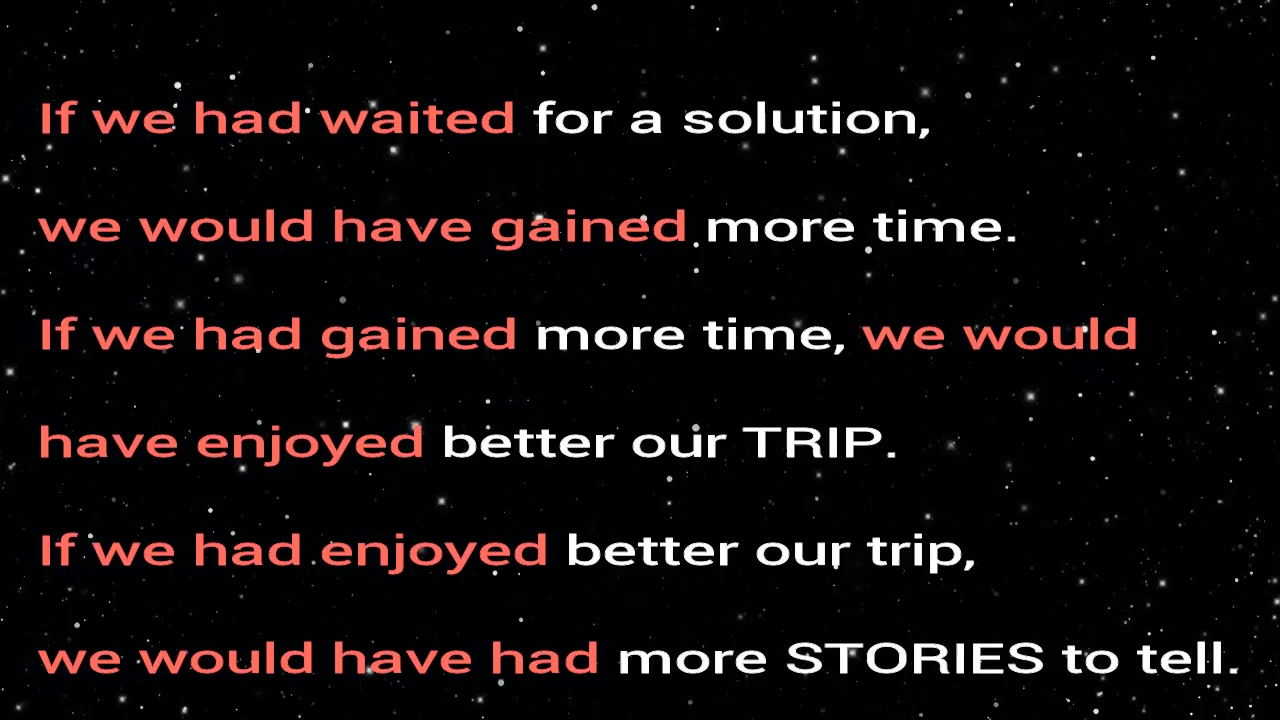 If we had waited for a solution,
we would have gained more time.
If we had gained more time, we would
have enjoyed better our TRIP.
If we had enjoyed better our trip,
we would have had more STORIES to tell.